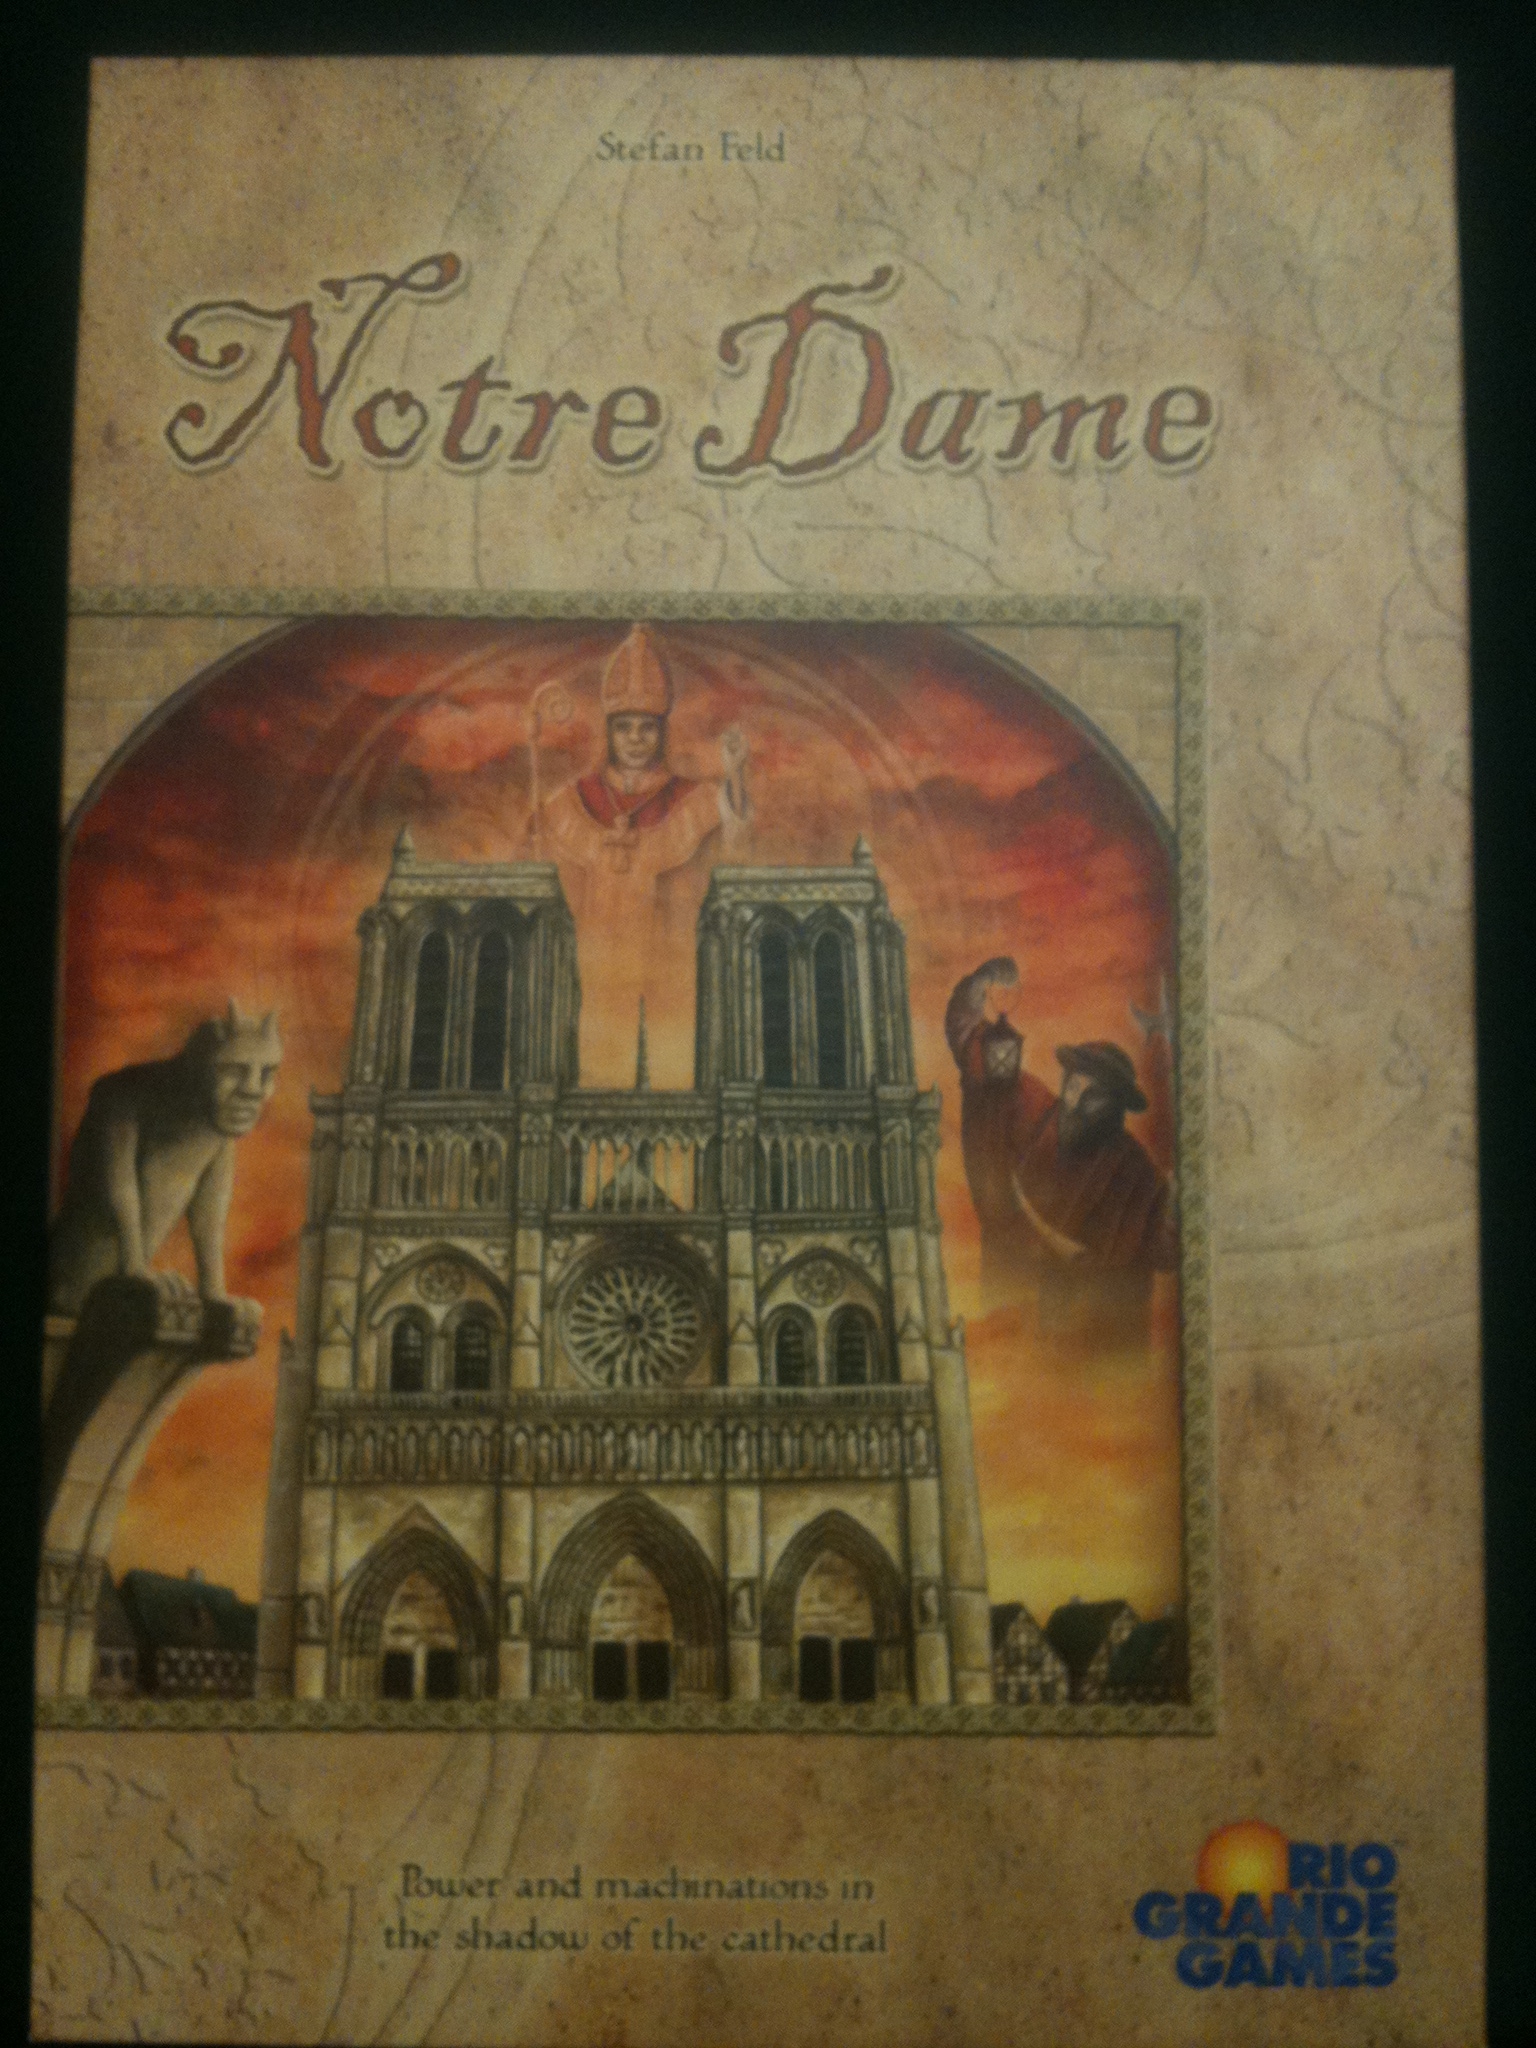 Stefan Feld
Notre Dame
Power and machinations in
the shadow of the cathedral
RIO
GRANDE
GAMES